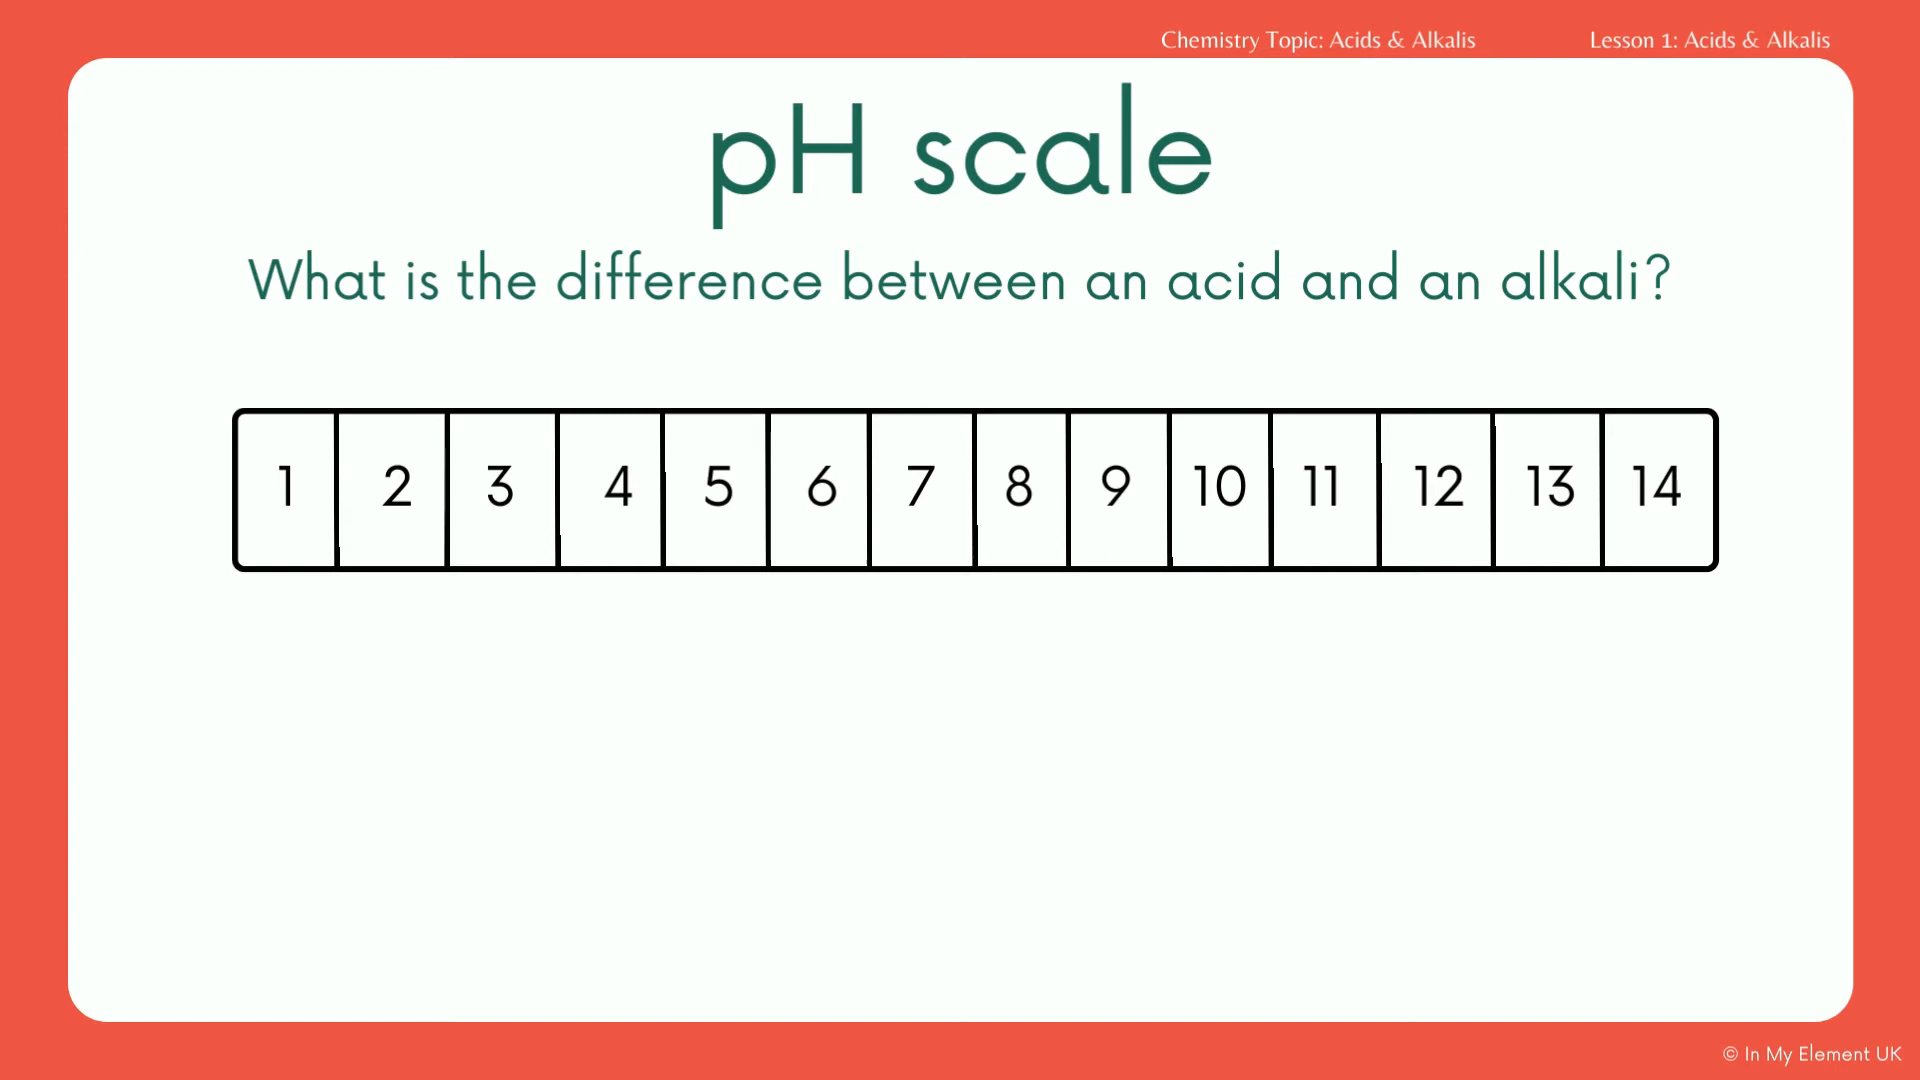 Chemistry Topic: Acids & Alkalis Lesson 1: Acids & Alkalis
pH scale
What is the difference between an acid and an alkali?
1 2 3 4 5 6 7 8 9 10 11 12 13 14
© In My Element UK